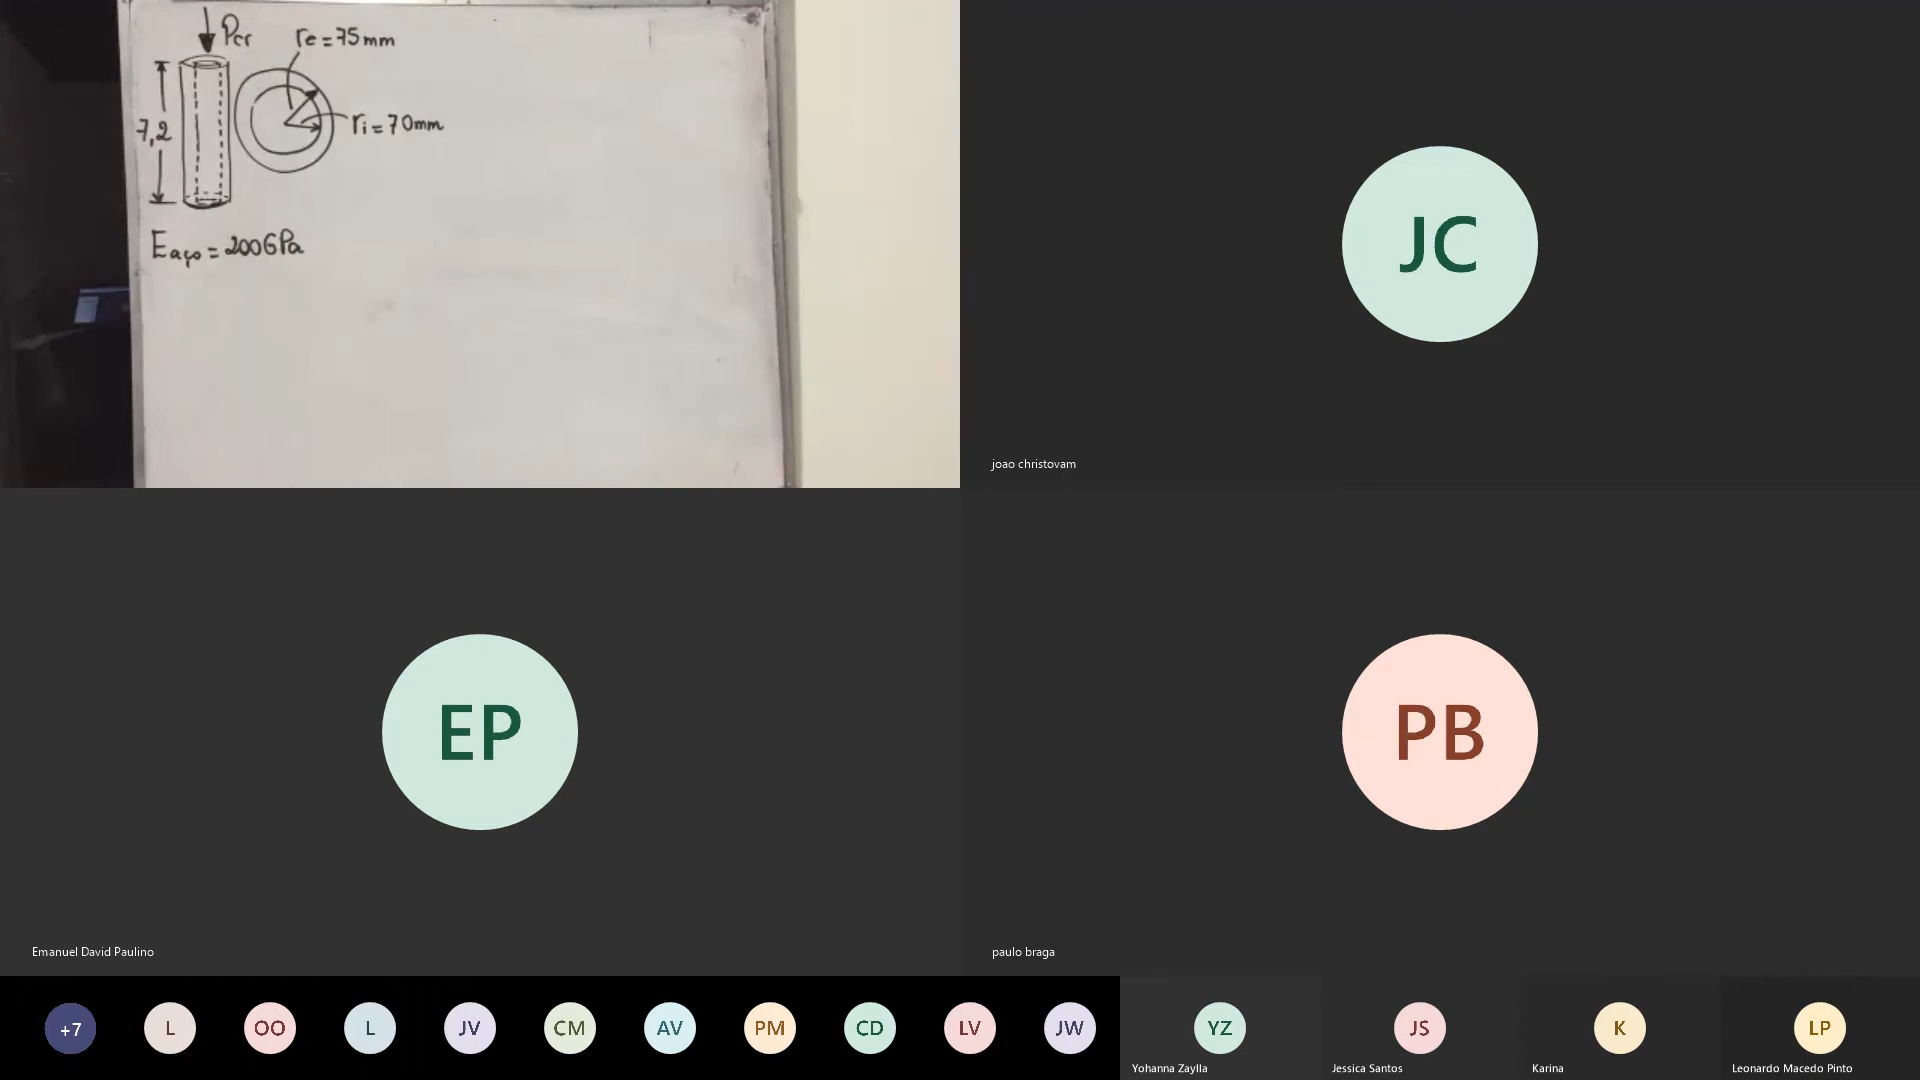 Pcr
re = 75mm
7,2
ri = 70mm
Eaço = 200GPa
JC
joao christovam
EP
Emanuel David Paulino
PB
paulo braga
+7
L
OO
L
JV
CM
AV
PM
CD
LV
JW
YZ
Yohanna Zaylla
JS
Jessica Santos
K
Karina
LP
Leonardo Macedo Pinto